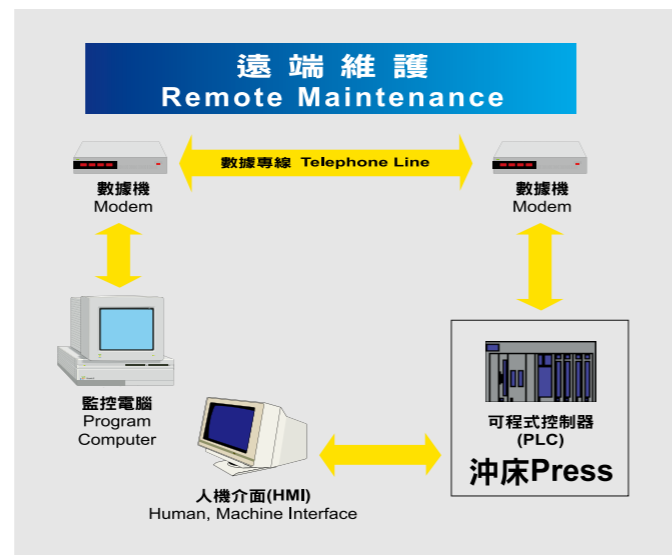 遠端維護
Remote Maintenance
數據專線 Telephone Line
數據機
Modem
數據機
Modem
監控電腦
Program
Computer
可程式控制器
(PLC)
沖床Press
人機介面(HMI)
Human, Machine Interface